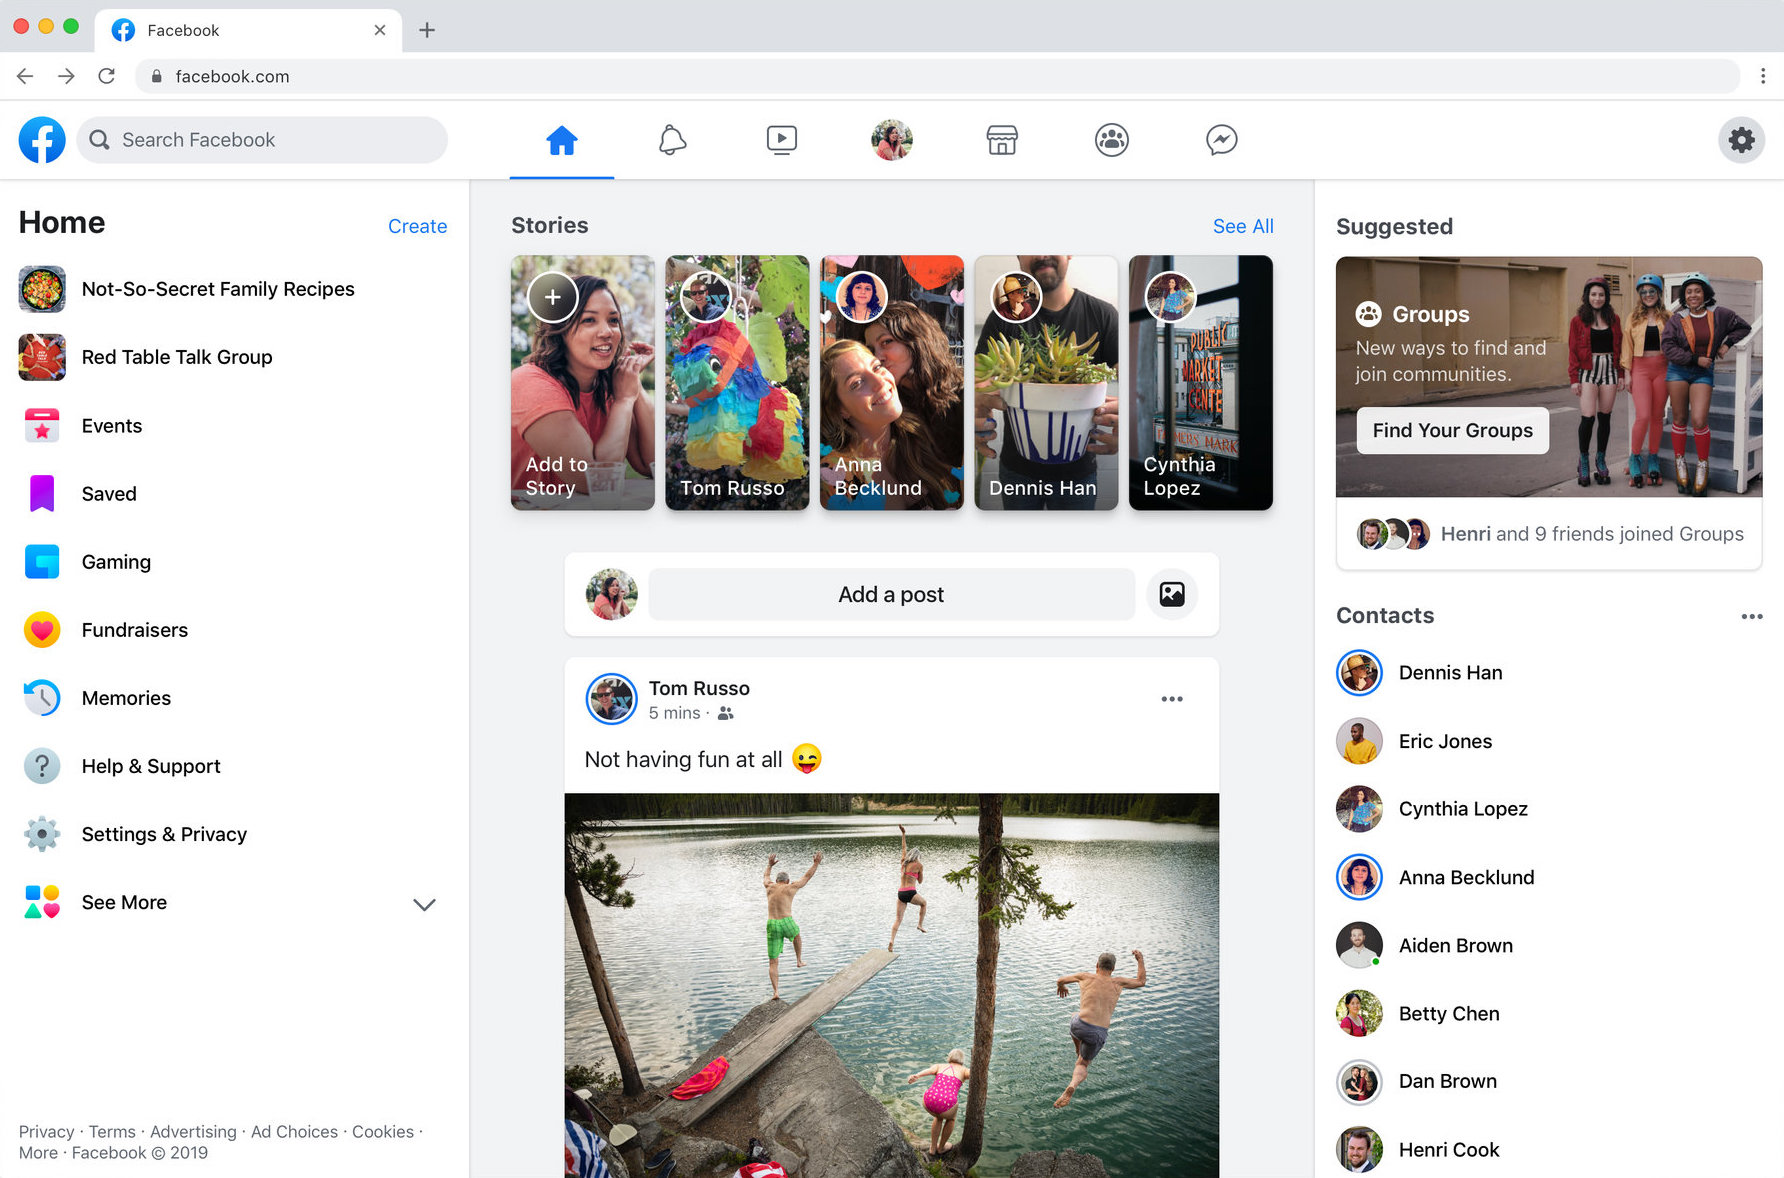 Facebook
facebook.com
Search Facebook
Home
Create
Not-So-Secret Family Recipes
Red Table Talk Group
Events
Saved
Gaming
Fundraisers
Memories
Help & Support
Settings & Privacy
See More
Privacy · Terms · Advertising · Ad Choices · Cookies ·
More · Facebook © 2019
Stories
See All
Add to
Story
Tom Russo
Anna
Becklund
Dennis Han
PUBLIC
MARKET
CENTE
Cynthia
Lopez
Add a post
Tom Russo
5 mins ·
Not having fun at all 😜
Suggested
Groups
New ways to find and
join communities.
Find Your Groups
Henri and 9 friends joined Groups
Contacts
Dennis Han
Eric Jones
Cynthia Lopez
Anna Becklund
Aiden Brown
Betty Chen
Dan Brown
Henri Cook